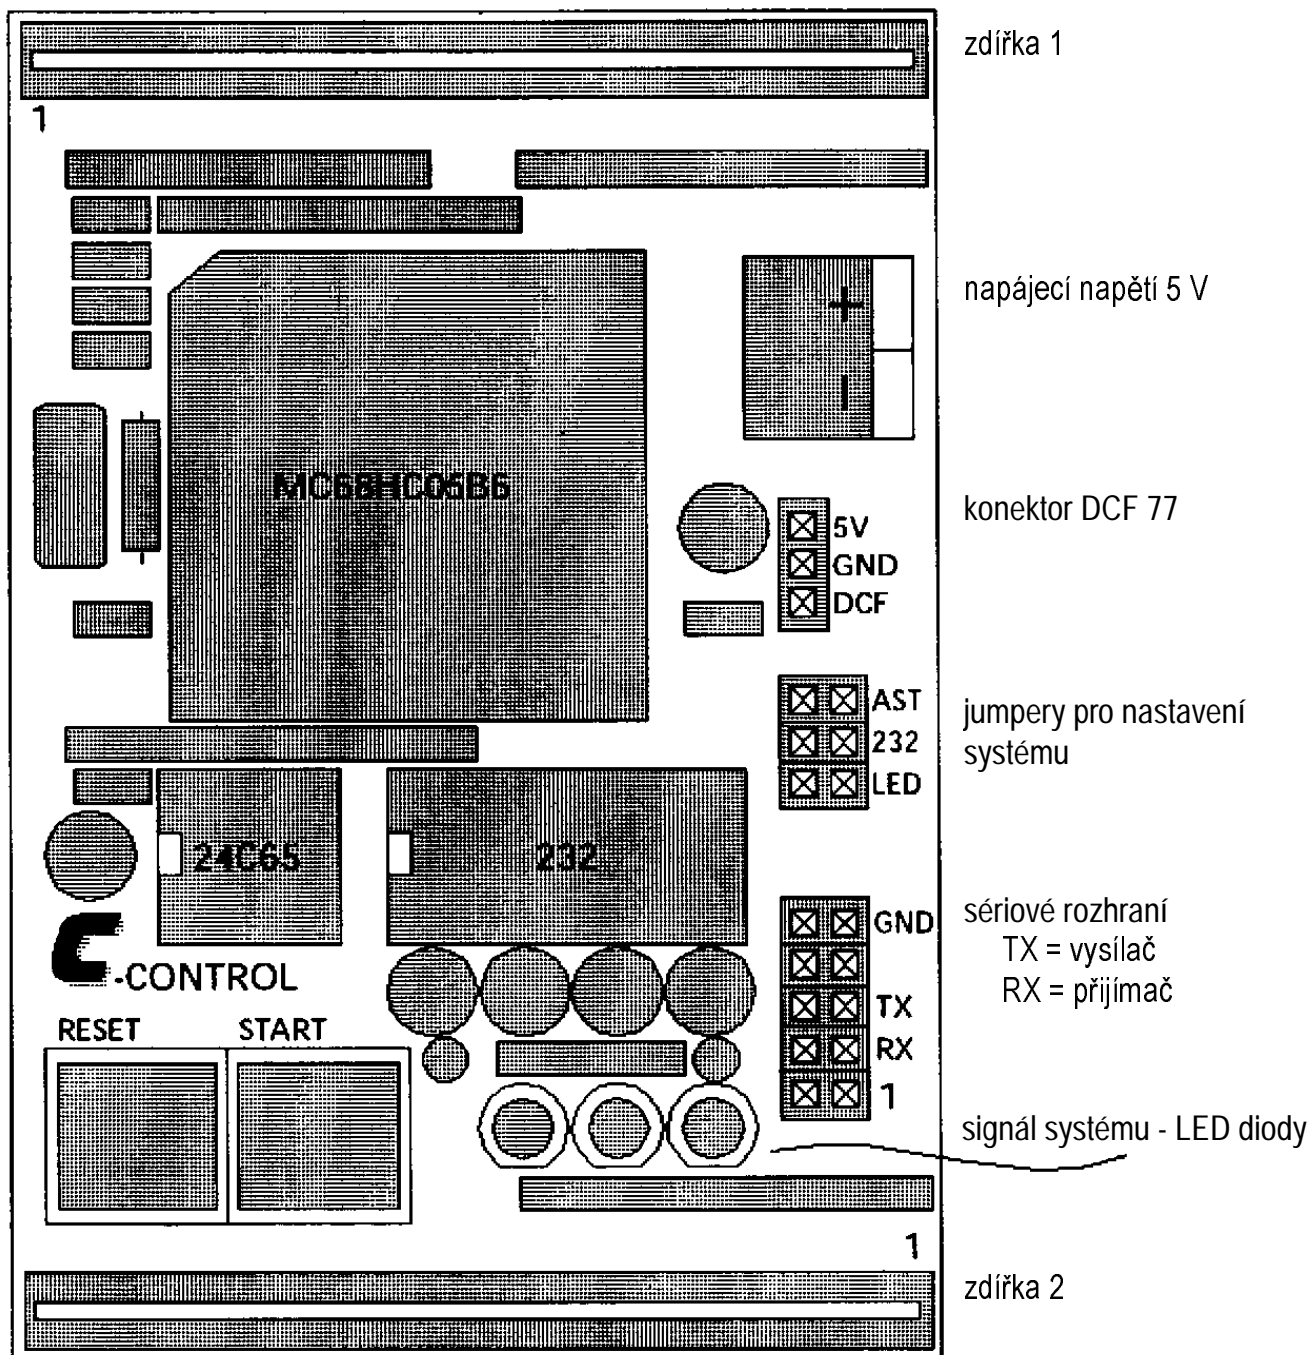 zdířka 1
1
napájecí napětí 5 V
+
-
MC68HC05B6
konektor DCF 77
5V
GND
DCF
AST
232
LED
jumpery pro nastavení
systému
24C65
232
C-CONTROL
GND
TX
RX
1
sériové rozhraní
TX = vysílač
RX = přijímač
RESET
START
signál systému - LED diody
1
zdířka 2